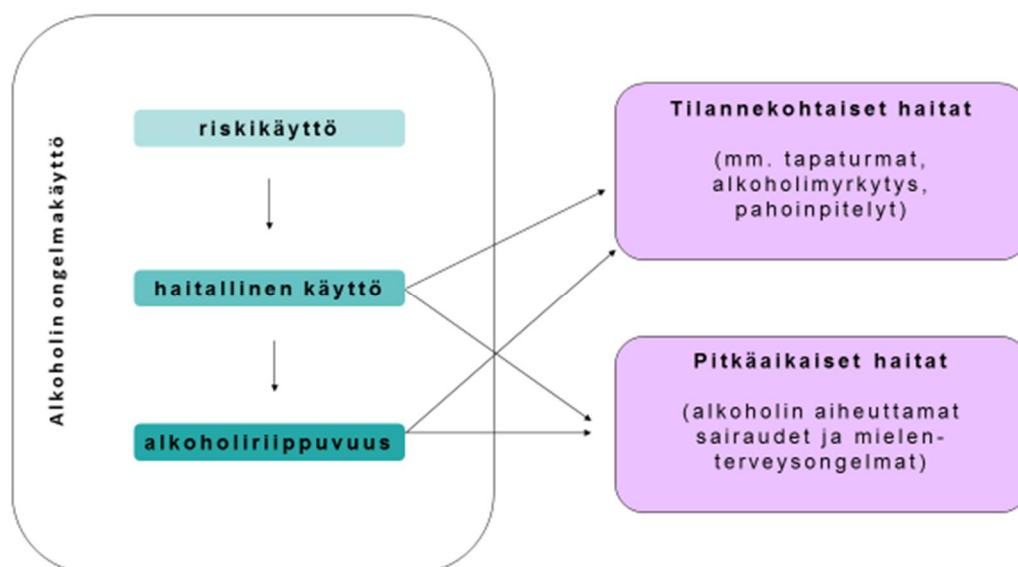 Alkoholin ongelmakäyttö
riskikäyttö
haitallinen käyttö
alkoholiriippuvuus
Tilannekohtaiset haitat
(mm. tapaturmat,
alkoholimyrkytys,
pahoinpitelyt)
Pitkäaikaiset haitat
(alkoholin aiheuttamat
sairaudet ja mielen-
terveysongelmat)